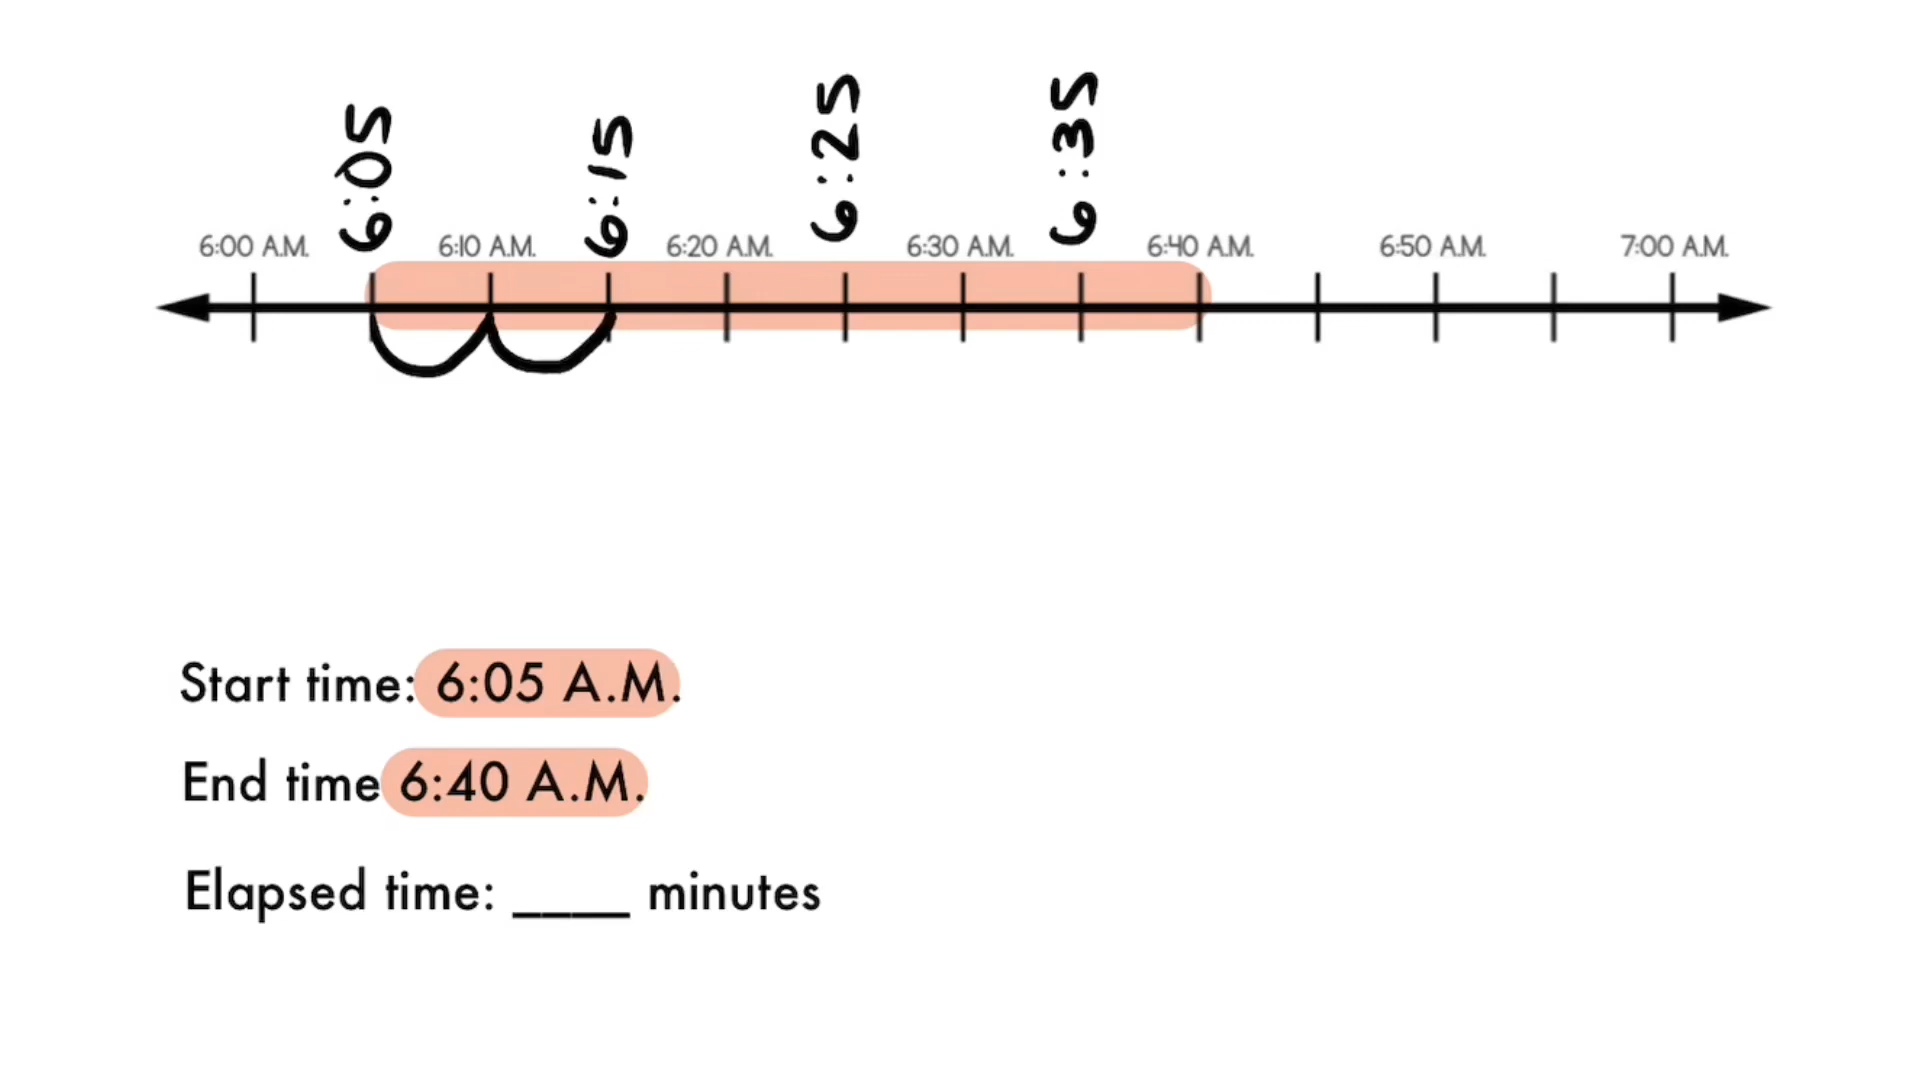 6:05 6:15 6:25 6:35
6:00 A.M. 6:10 A.M. 6:20 A.M. 6:30 A.M. 6:40 A.M. 6:50 A.M. 7:00 A.M.
Start time: 6:05 A.M.
End time 6:40 A.M.
Elapsed time: ____ minutes